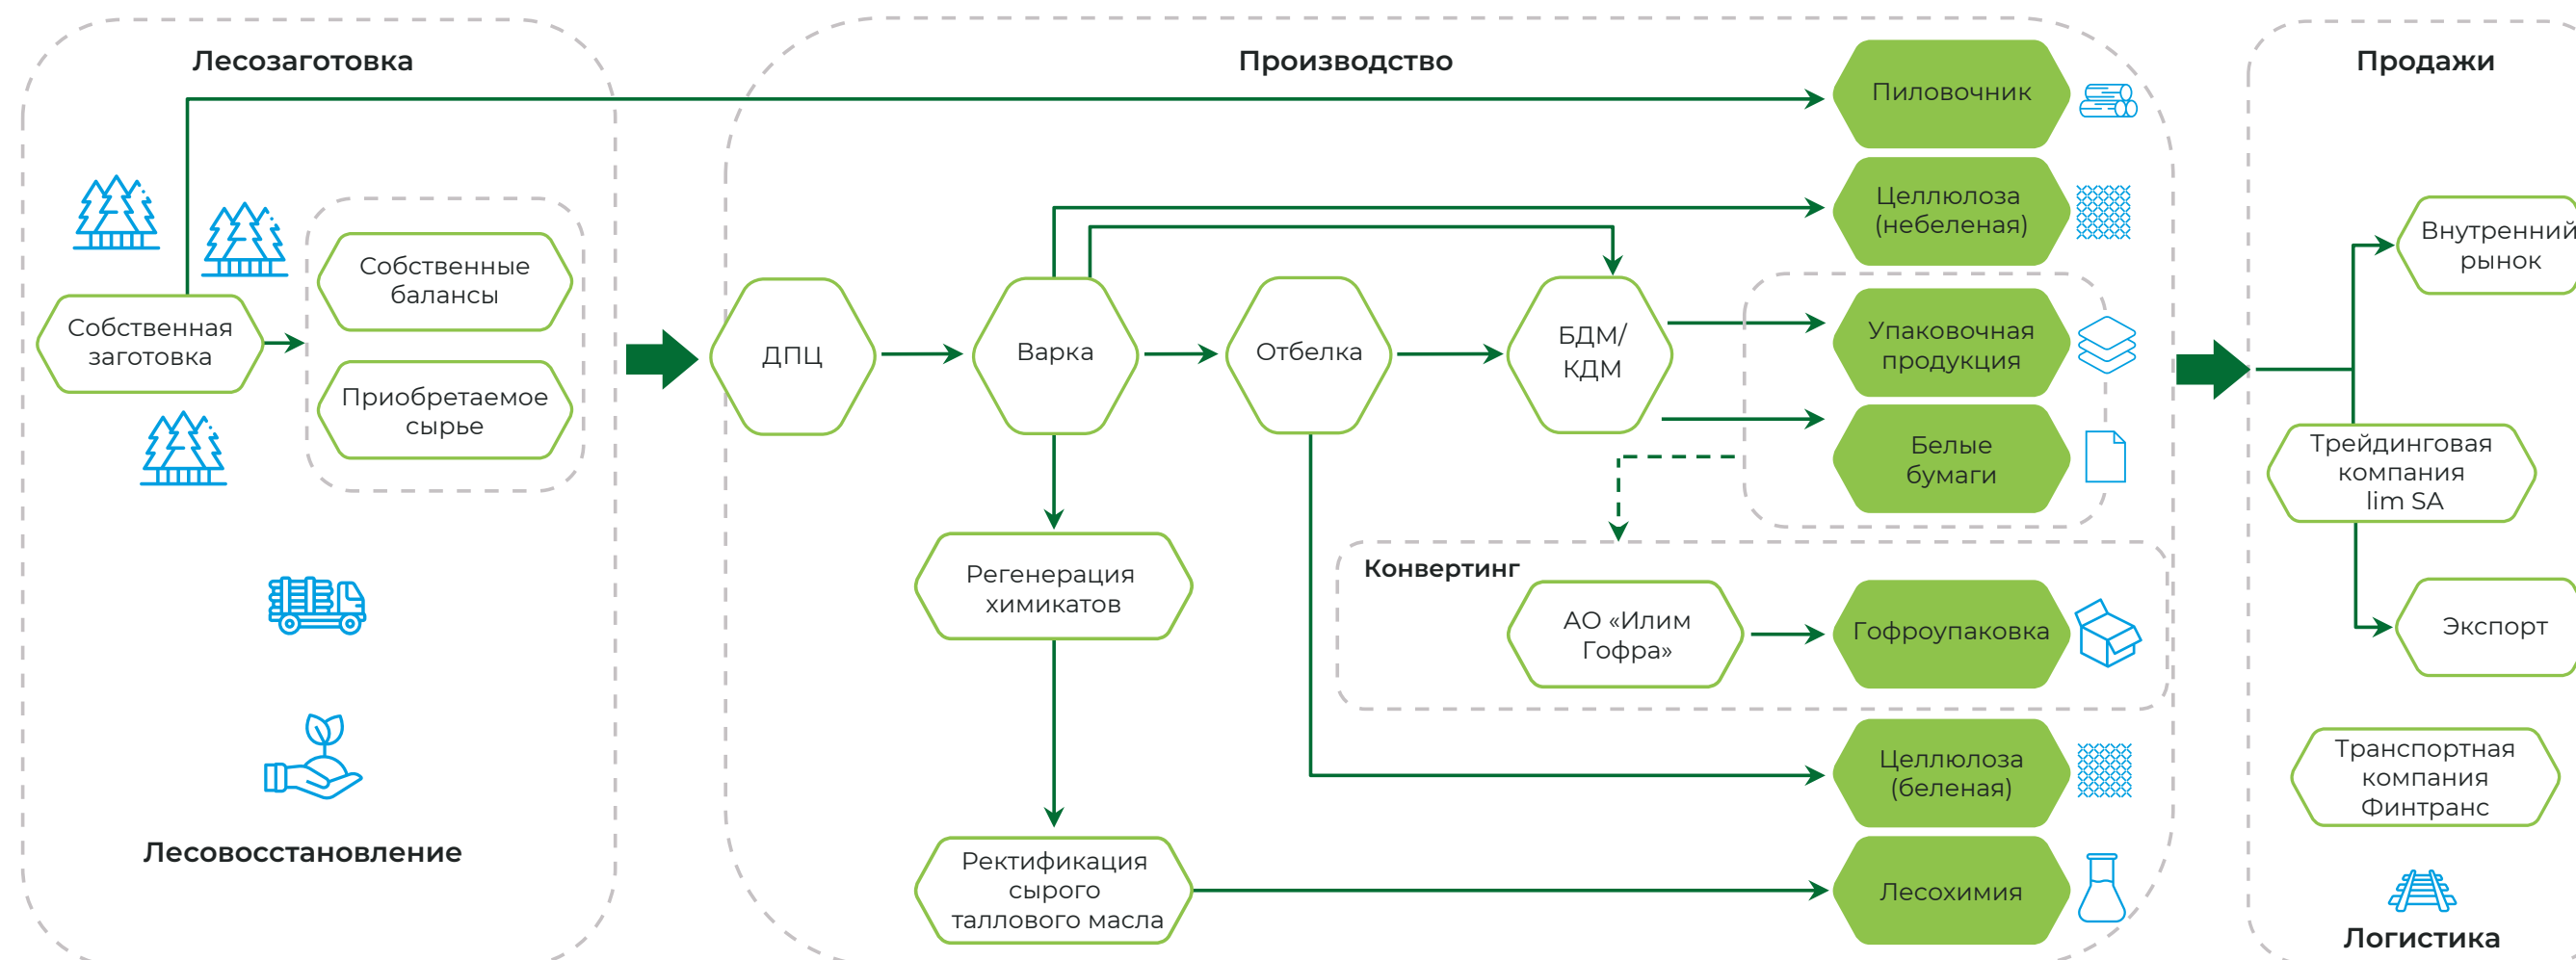 Лесозаготовка
Собственная
заготовка
Собственные
балансы
Приобретаемое
сырье
Лесовосстановление
Производство
ДПЦ
Варка
Отбелка
БДМ/
КДМ
Регенерация
химикатов
Ректификация
сырого
таллового масла
Пиловочник
Целлюлоза
(небеленая)
Упаковочная
продукция
Белые
бумаги
Конвертинг
АО «Илим
Гофра»
Гофроупаковка
Целлюлоза
(беленая)
Лесохимия
Продажи
Внутренний
рынок
Трейдинговая
компания
lim SA
Экспорт
Транспортная
компания
Финтранс
Логистика